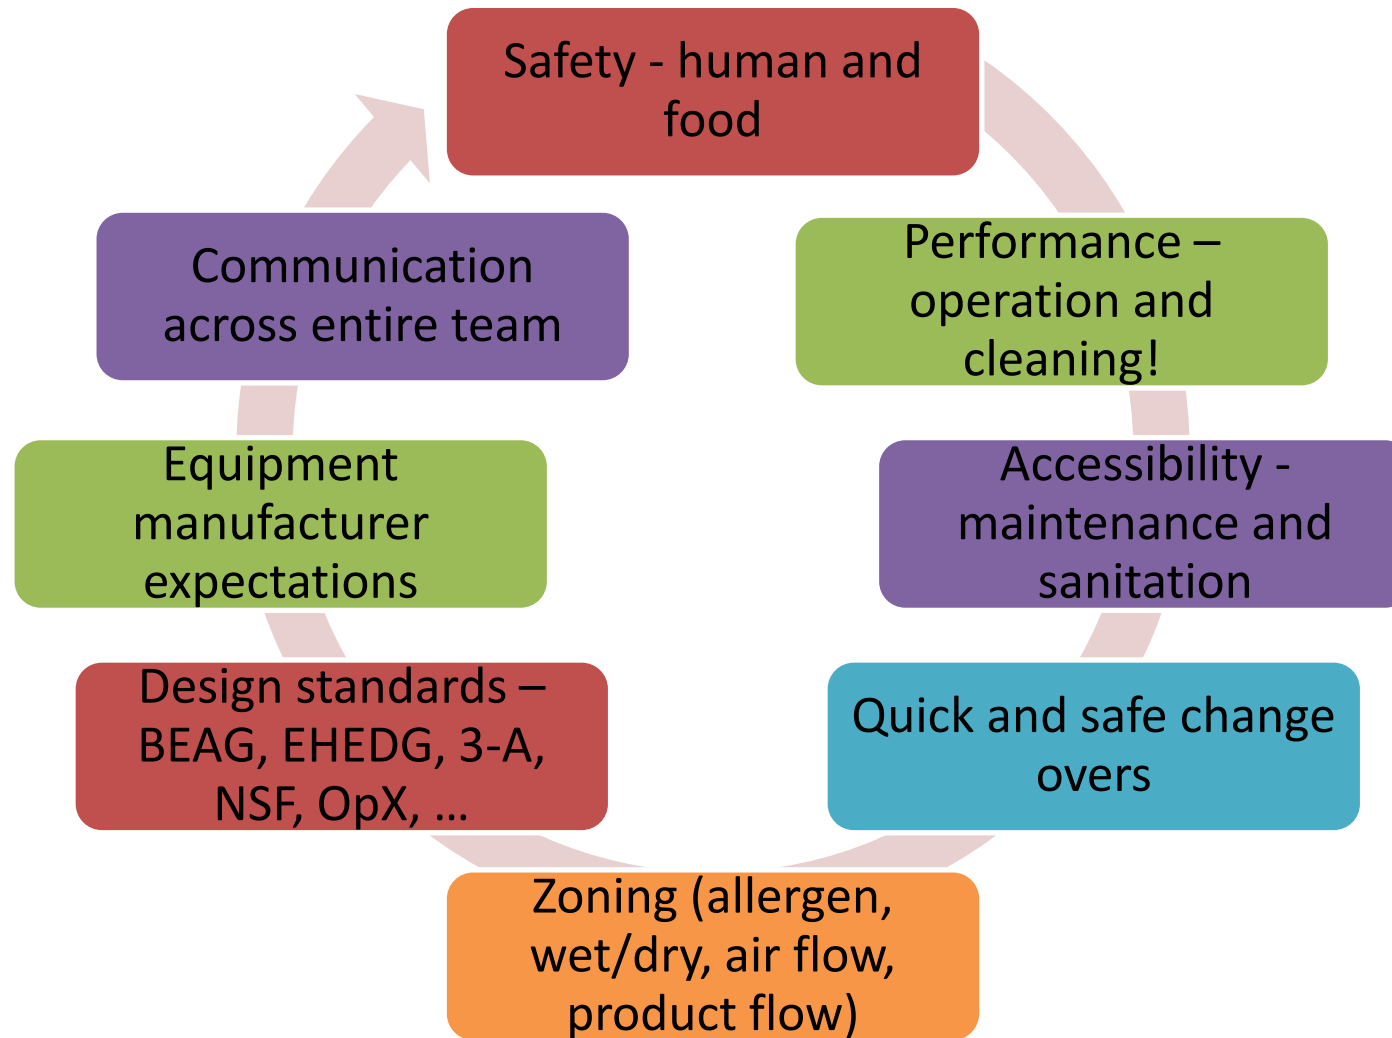 Safety - human and
food
Performance –
operation and
cleaning!
Accessibility -
maintenance and
sanitation
Quick and safe change
overs
Zoning (allergen,
wet/dry, air flow,
product flow)
Design standards –
BEAG, EHEDG, 3-A,
NSF, OpX, ...
Equipment
manufacturer
expectations
Communication
across entire team